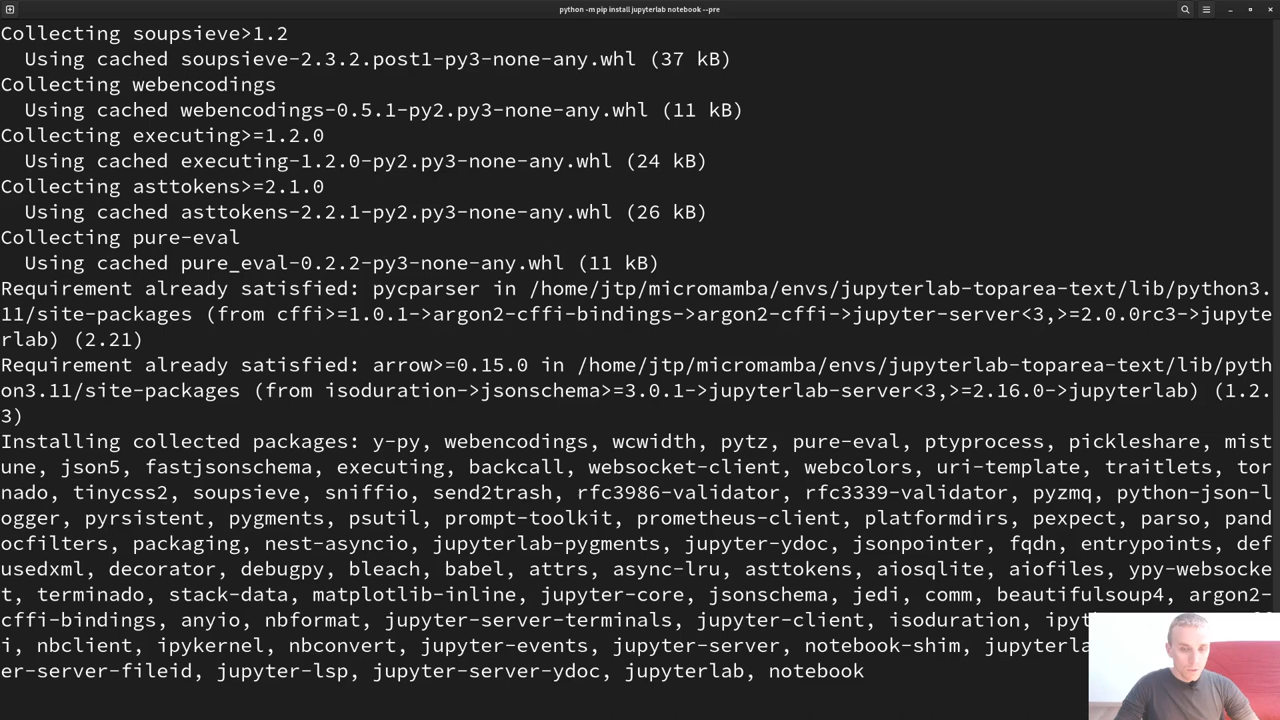 python -m pip install jupyterlab notebook --pre
Collecting soupsieve>1.2
  Using cached soupsieve-2.3.2.post1-py3-none-any.whl (37 kB)
Collecting webencodings
  Using cached webencodings-0.5.1-py2.py3-none-any.whl (11 kB)
Collecting executing>=1.2.0
  Using cached executing-1.2.0-py2.py3-none-any.whl (24 kB)
Collecting asttokens>=2.1.0
  Using cached asttokens-2.2.1-py2.py3-none-any.whl (26 kB)
Collecting pure-eval
  Using cached pure_eval-0.2.2-py3-none-any.whl (11 kB)
Requirement already satisfied: pycparser in /home/jtp/micromamba/envs/jupyterlab-toparea-text/lib/python3.
11/site-packages (from cffi>=1.0.1->argon2-cffi-bindings->argon2-cffi->jupyter-server<3,>=2.0.0rc3->jupyte
rlab) (2.21)
Requirement already satisfied: arrow>=0.15.0 in /home/jtp/micromamba/envs/jupyterlab-toparea-text/lib/pyth
on3.11/site-packages (from isoduration->jsonschema>=3.0.1->jupyterlab-server<3,>=2.16.0->jupyterlab) (1.2.
3)
Installing collected packages: y-py, webencodings, wcwidth, pytz, pure-eval, ptyprocess, pickleshare, mist
une, json5, fastjsonschema, executing, backcall, websocket-client, webcolors, uri-template, traitlets, tor
nado, tinycss2, soupsieve, sniffio, send2trash, rfc3986-validator, rfc3339-validator, pyzmq, python-json-l
ogger, pyrsistent, pygments, psutil, prompt-toolkit, prometheus-client, platformdirs, pexpect, parso, pand
ocfilters, packaging, nest-asyncio, jupyterlab-pygments, jupyter-ydoc, jsonpointer, fqdn, entrypoints, def
usedxml, decorator, debugpy, bleach, babel, attrs, async-lru, asttokens, aiosqlite, aiofiles, ypy-websocke
t, terminado, stack-data, matplotlib-inline, jupyter-core, jsonschema, jedi, comm, beautifulsoup4, argon2-
cffi-bindings, anyio, nbformat, jupyter-server-terminals, jupyter-client, isoduration,
i, nbclient, ipykernel, nbconvert, jupyter-events, jupyter-server, notebook-shim,
er-server-fileid, jupyter-lsp, jupyter-server-ydoc, jupyterlab, notebook